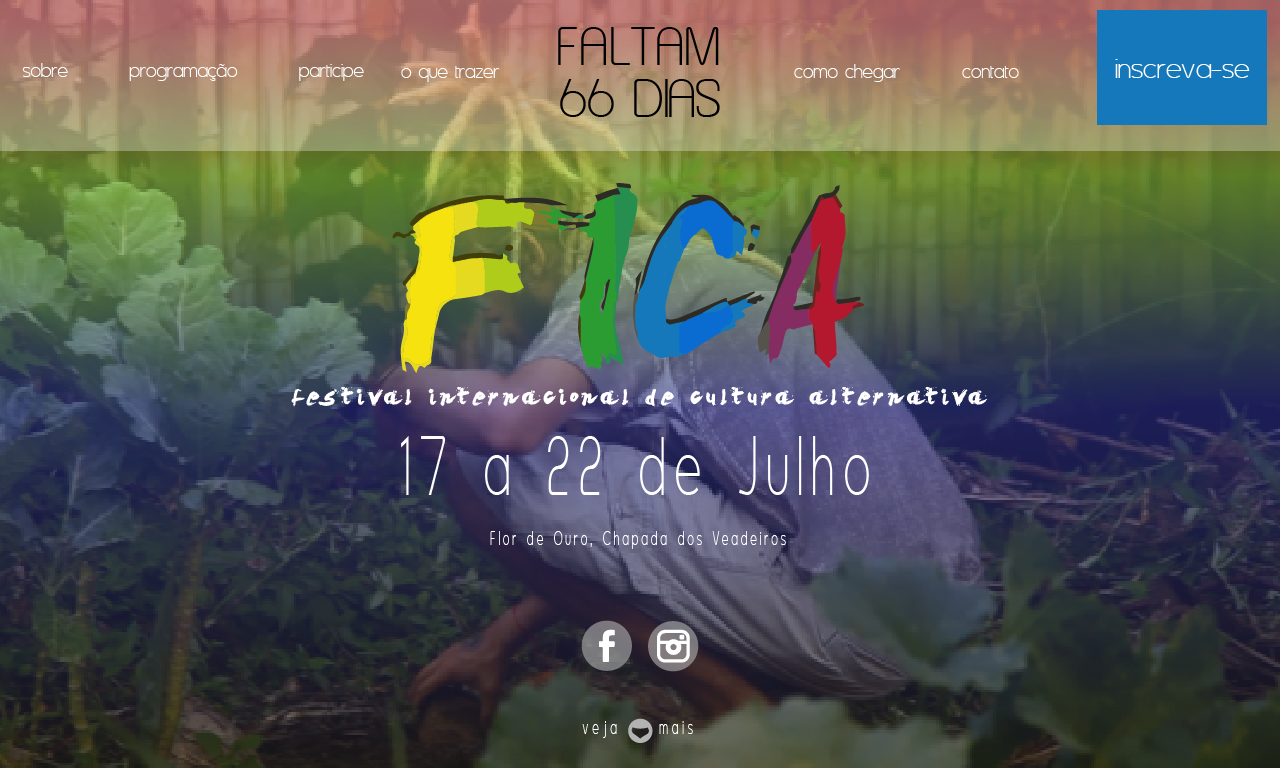 sobre
programação
participe
o que trazer
FALTAM
66 DIAS
como chegar
contato
inscreva-se
FICA
festival internacional de cultura alternativa
17 a 22 de Julho
Flor de Ouro, Chapada dos Veadeiros
veja mais